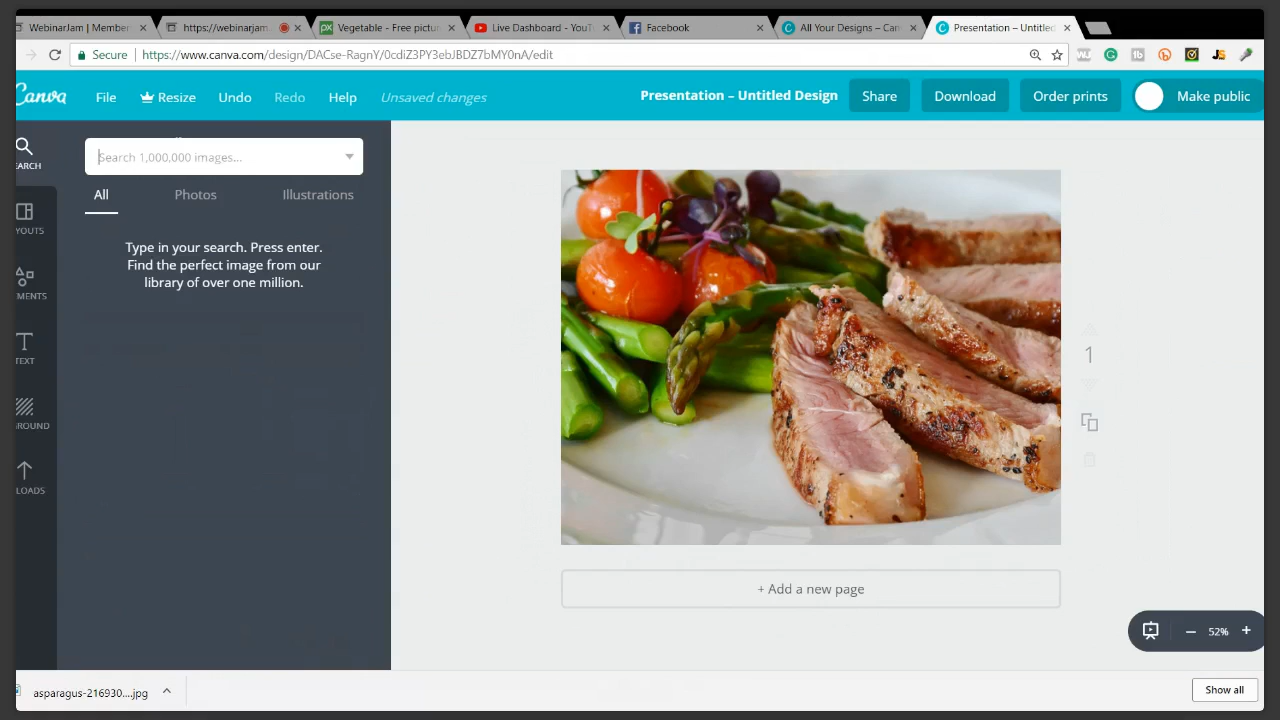 WebinarJam | Member
https://webinarjam.
Vegetable - Free pictur
Live Dashboard - YouT
Facebook
All Your Designs – Can
Presentation – Untitled
Secure https://www.canva.com/design/DACse-RagnY/0cdiZ3PY3ebJBDZ7bMY0nA/edit
Canva File Resize Undo Redo Help Unsaved changes Presentation – Untitled Design Share Download Order prints Make public
Search 1,000,000 images...
EARCH
All Photos Illustrations
YOUTS
Type in your search. Press enter.
Find the perfect image from our
library of over one million.
MENTS
TEXT
ROUND
LOADS
1
+ Add a new page
52%
asparagus-216930....jpg
Show all